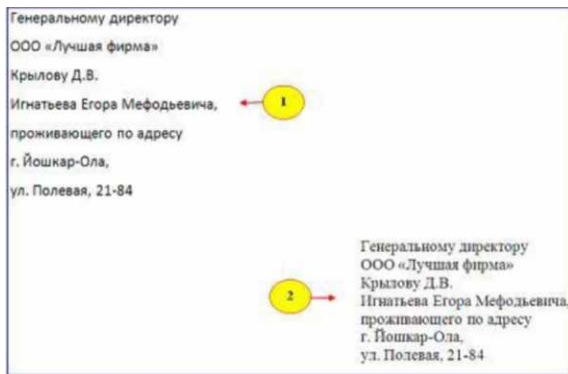 Генеральному директору
ООО «Лучшая фирма»
Крылову Д.В.
Игнатьева Егора Мефодьевича,
проживающего по адресу
г. Йошкар-Ола,
ул. Полевая, 21-84
1
2
Генеральному директору
ООО «Лучшая фирма»
Крылову Д.В.
Игнатьева Егора Мефодьевича,
проживающего по адресу
г. Йошкар-Ола,
ул. Полевая, 21-84